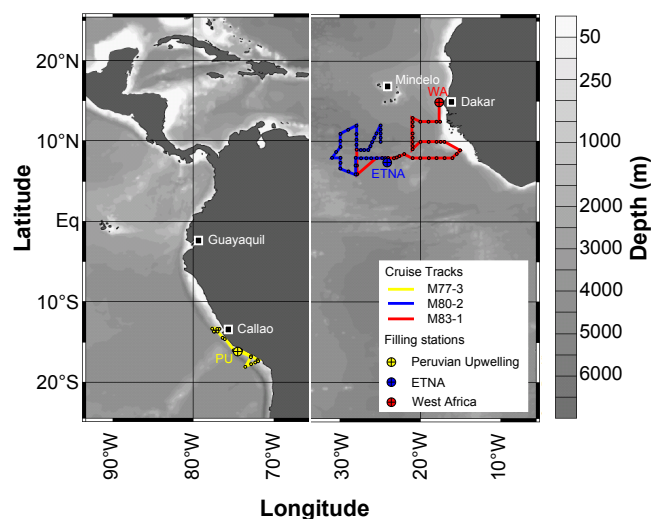 20°N
10°N
Eq
10°S
20°S
Latitude
Guayaquil
Callao
PU
90°W
80°W
70°W
Mindelo
WA
Dakar
ETNA
Cruise Tracks
M77-3
M80-2
M83-1
Filling stations
Peruvian Upwelling
ETNA
West Africa
30°W
20°W
10°W
Longitude
50
250
1000
2000
3000
4000
5000
6000
Depth (m)